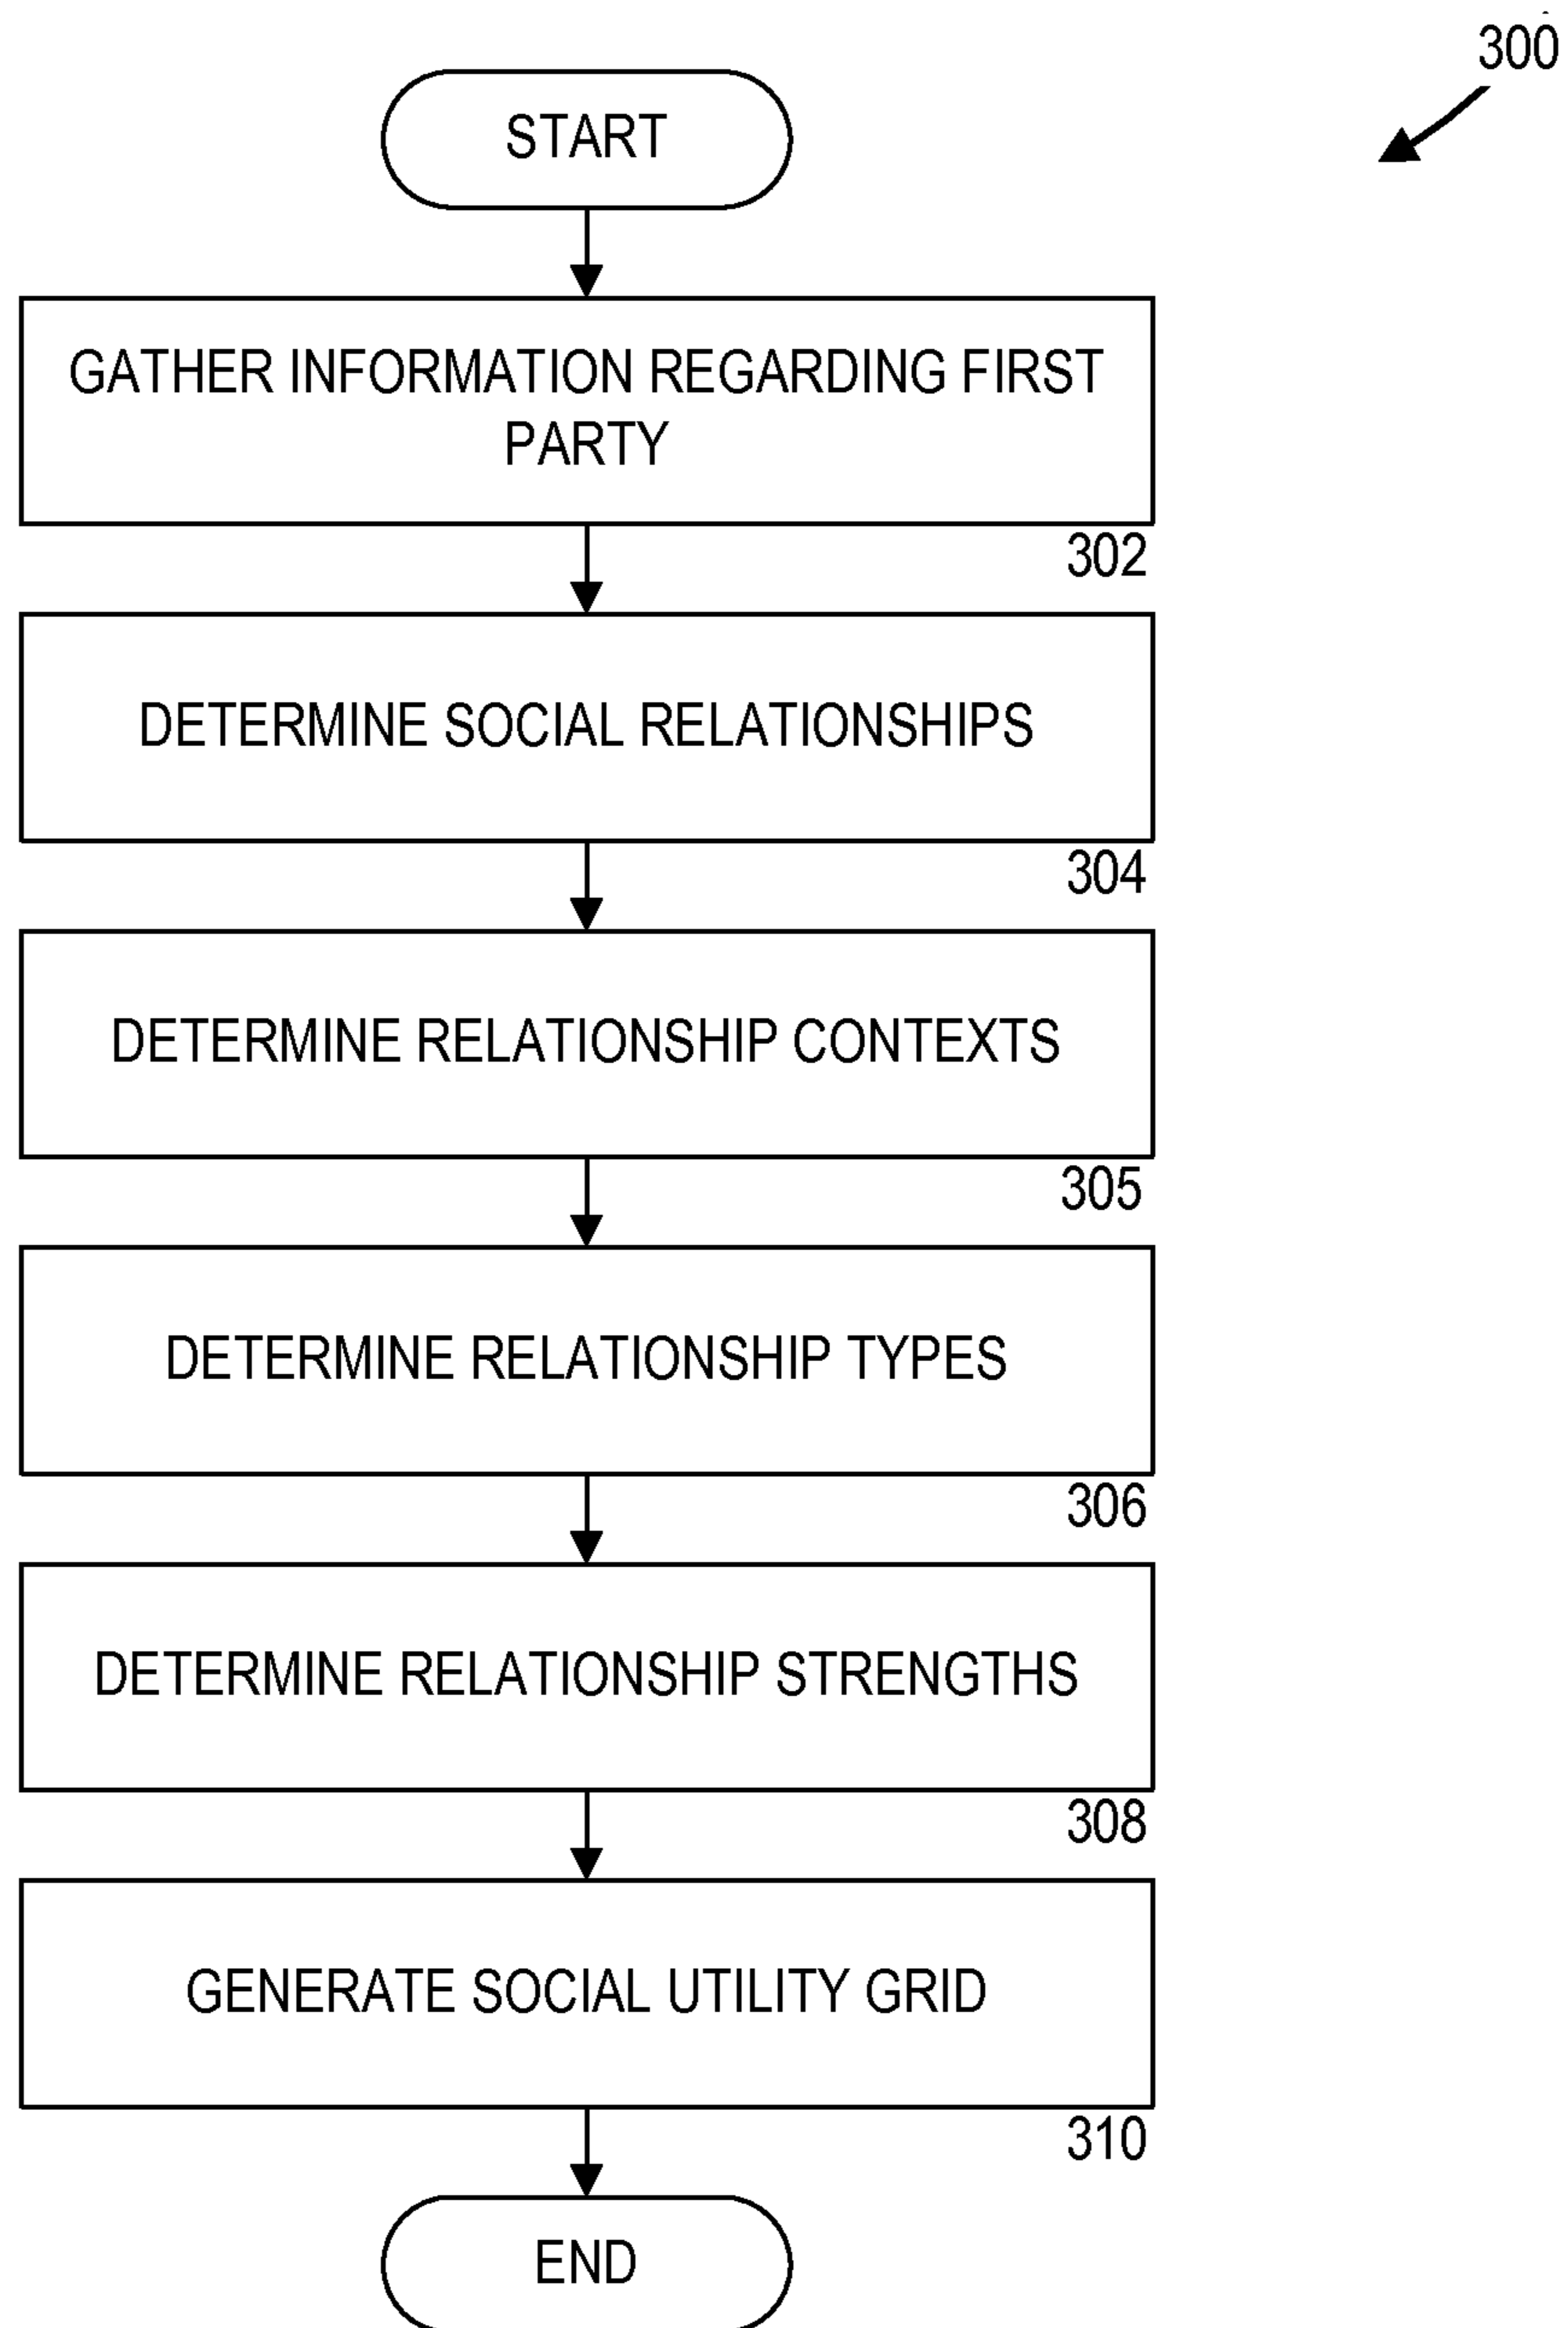 300
START
GATHER INFORMATION REGARDING FIRST
PARTY
302
DETERMINE SOCIAL RELATIONSHIPS
304
DETERMINE RELATIONSHIP CONTEXTS
305
DETERMINE RELATIONSHIP TYPES
306
DETERMINE RELATIONSHIP STRENGTHS
308
GENERATE SOCIAL UTILITY GRID
310
END